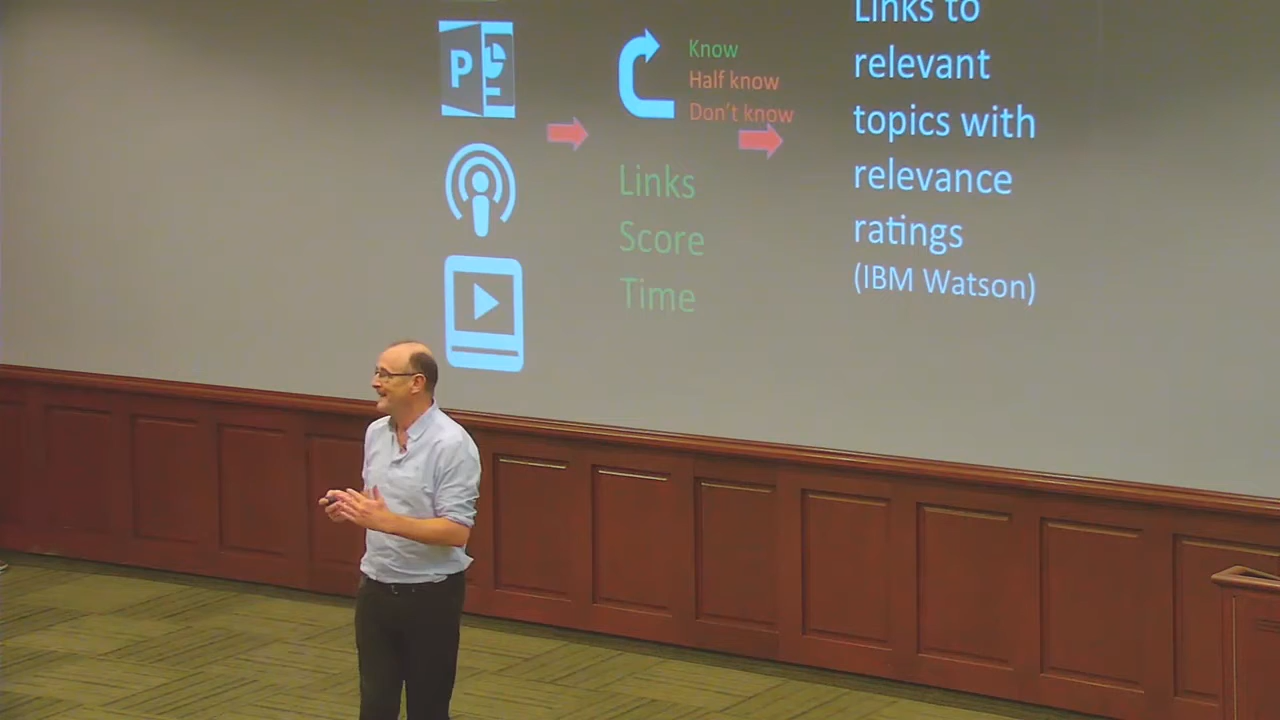 P
Know
Half know
Don't know
Links
Score
Time
Links to
relevant
topics with
relevance
ratings
(IBM Watson)